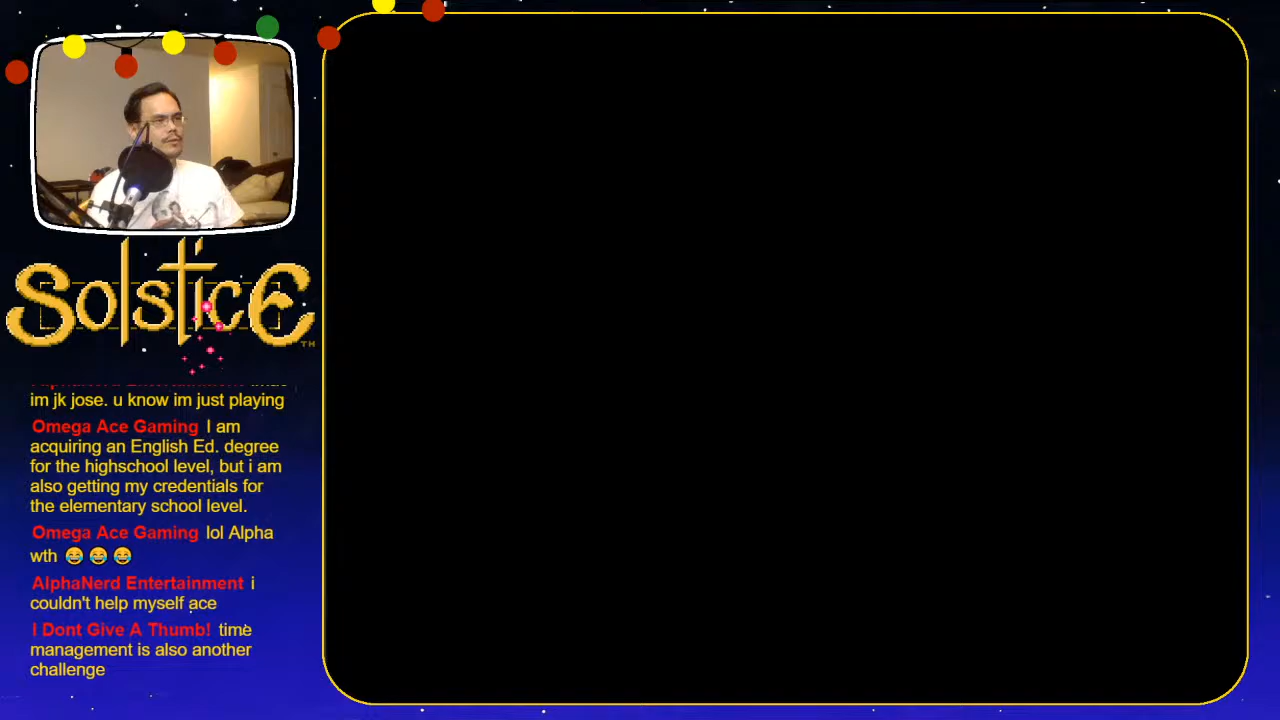 Solstice
TM
im jk jose. u know im just playing
Omega Ace Gaming I am
acquiring an English Ed. degree
for the highschool level, but i am
also getting my credentials for
the elementary school level.
Omega Ace Gaming lol Alpha
wth 😂 😂 😂
AlphaNerd Entertainment i
couldn't help myself ace
I Dont Give A Thumb! time
management is also another
challenge